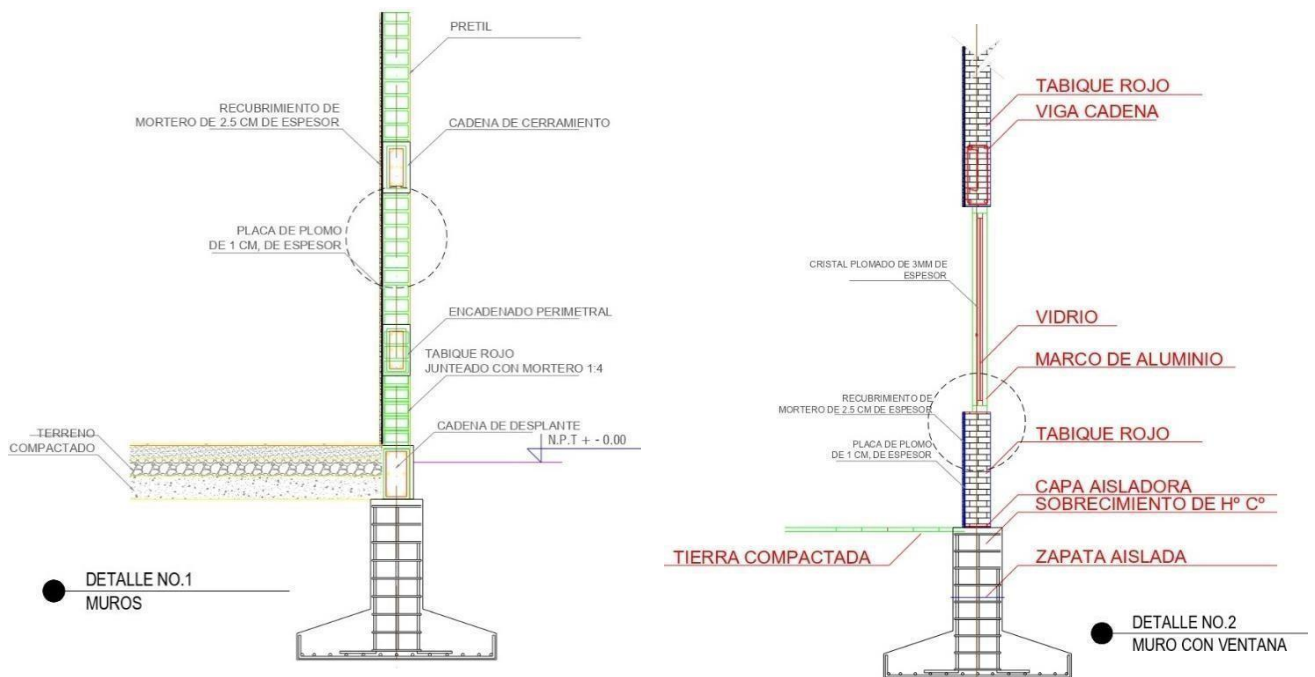 PRETIL
RECUBRIMIENTO DE
MORTERO DE 2.5 CM DE ESPESOR
CADENA DE CERRAMIENTO
PLACA DE PLOMO
DE 1 CM, DE ESPESOR
ENCADENADO PERIMETRAL
TABIQUE ROJO
JUNTEADO CON MORTERO 1:4
CADENA DE DESPLANTE
N.P.T + - 0.00
TERRENO
COMPACTADO
DETALLE NO.1
MUROS
TABIQUE ROJO
VIGA CADENA
CRISTAL PLOMADO DE 3MM DE
ESPESOR
VIDRIO
MARCO DE ALUMINIO
RECUBRIMIENTO DE
MORTERO DE 2.5 CM DE ESPESOR
TABIQUE ROJO
PLACA DE PLOMO
DE 1 CM, DE ESPESOR
CAPA AISLADORA
SOBRECIMIENTO DE Hº Cº
TIERRA COMPACTADA
ZAPATA AISLADA
DETALLE NO.2
MURO CON VENTANA